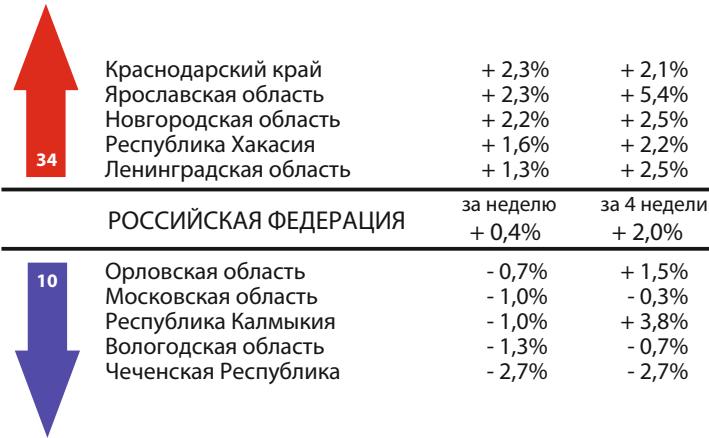 Краснодарский край + 2,3% + 2,1%
Ярославская область + 2,3% + 5,4%
Новгородская область + 2,2% + 2,5%
Республика Хакасия + 1,6% + 2,2%
34 Ленинградская область + 1,3% + 2,5%
за неделю за 4 недели
РОССИЙСКАЯ ФЕДЕРАЦИЯ + 0,4% + 2,0%
Орловская область - 0,7% + 1,5%
10 Московская область - 1,0% - 0,3%
Республика Калмыкия - 1,0% + 3,8%
Вологодская область - 1,3% - 0,7%
Чеченская Республика - 2,7% - 2,7%